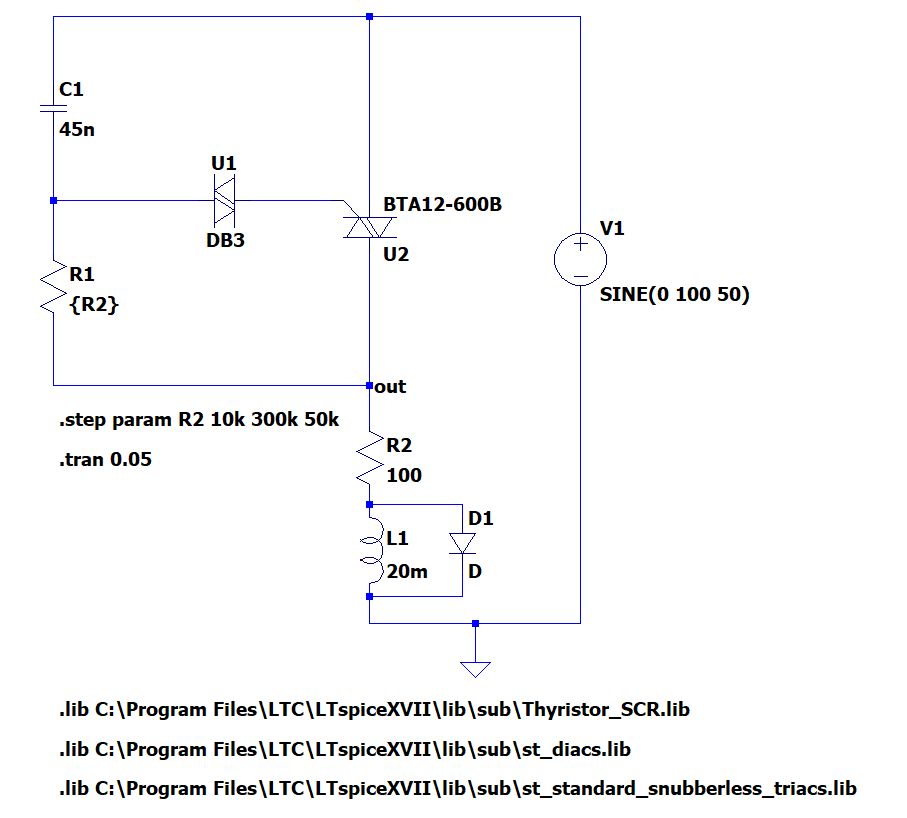 C1
45n
U1
DB3
BTA12-600B
U2
V1
SINE(0 100 50)
R1
{R2}
out
.step param R2 10k 300k 50k
.tran 0.05
R2
100
L1
20m
D1
D
.lib C:\Program Files\LTC\LTspiceXVII\lib\sub\Thyristor_SCR.lib
.lib C:\Program Files\LTC\LTspiceXVII\lib\sub\st_diacs.lib
.lib C:\Program Files\LTC\LTspiceXVII\lib\sub\st_standard_snubberless_triacs.lib